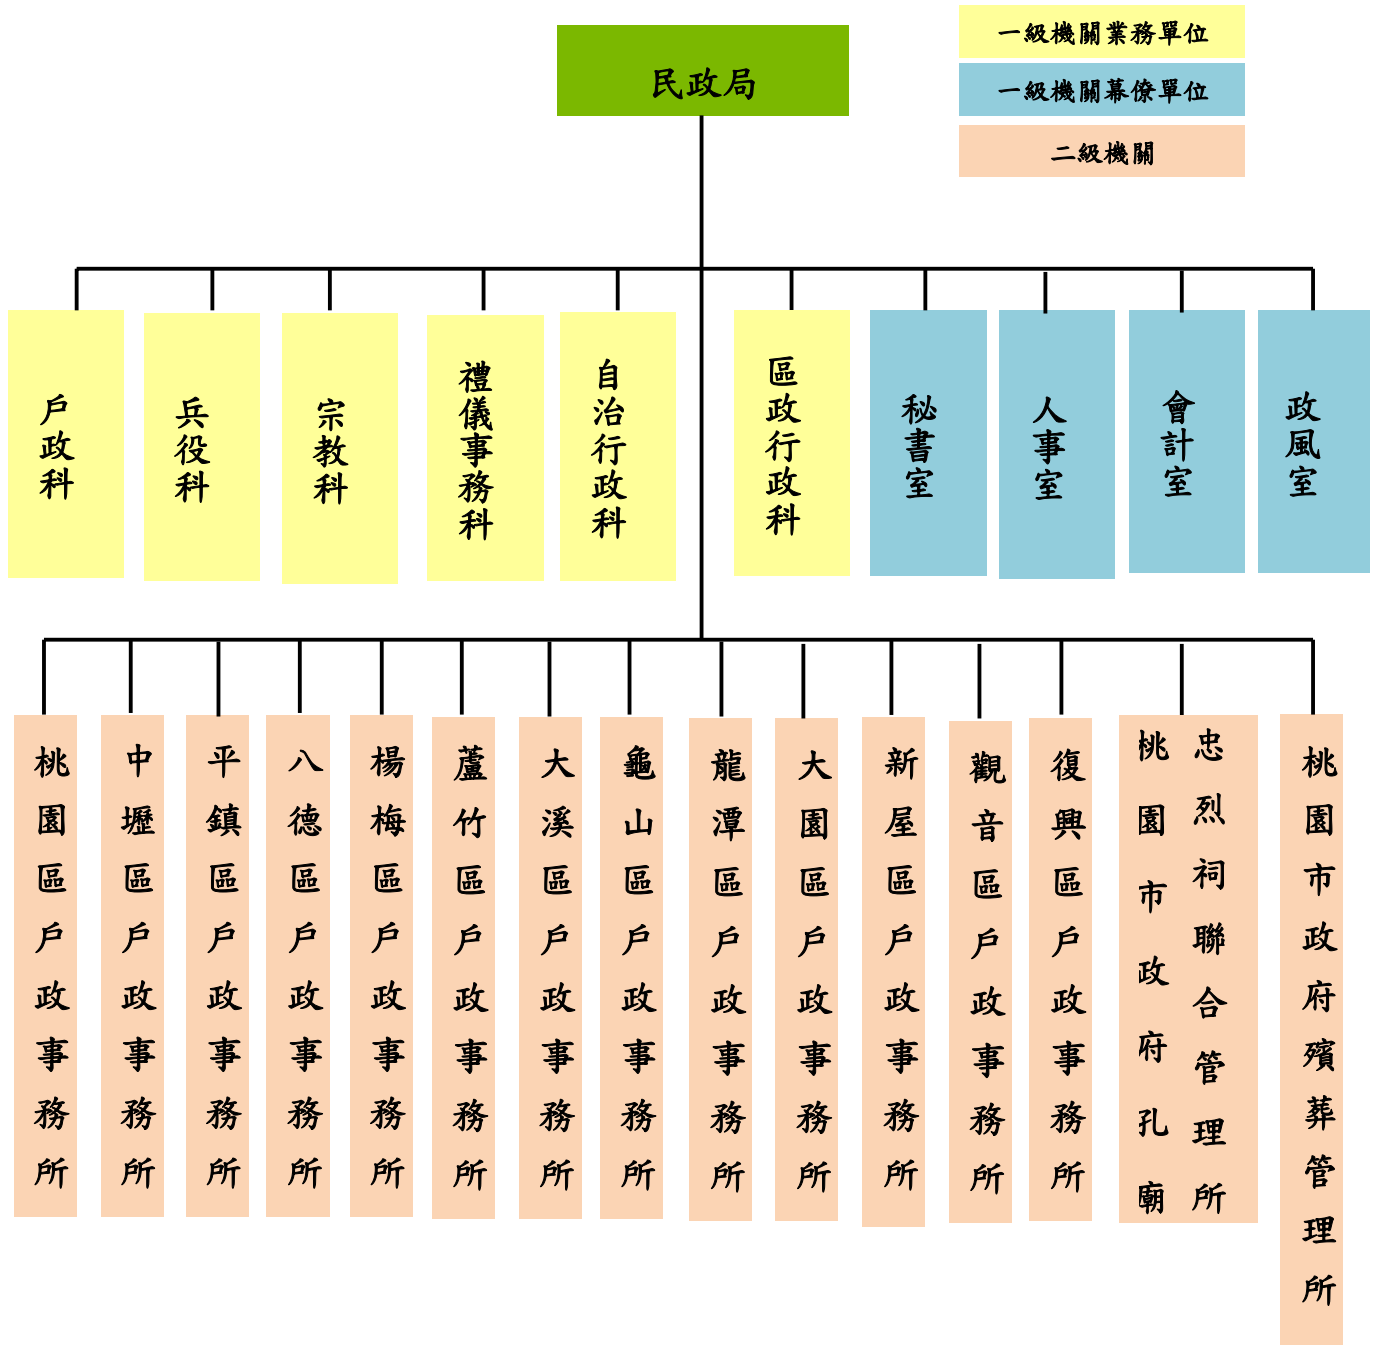 民政局
一級機關業務單位
一級機關幕僚單位
二級機關
戶政科
兵役科
宗教科
禮儀事務科
自治行政科
區政行政科
秘書室
人事室
會計室
政風室
桃園區戶政事務所
中壢區戶政事務所
平鎮區戶政事務所
八德區戶政事務所
楊梅區戶政事務所
蘆竹區戶政事務所
大溪區戶政事務所
龜山區戶政事務所
龍潭區戶政事務所
大園區戶政事務所
新屋區戶政事務所
觀音區戶政事務所
復興區戶政事務所
桃園市政府孔廟
忠烈祠聯合管理所
桃園市政府殯葬管理所